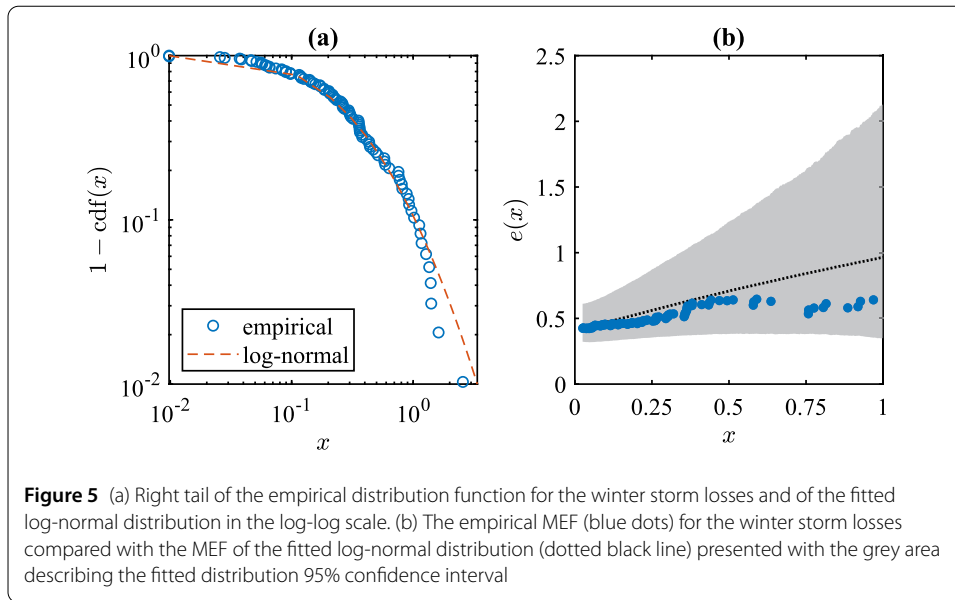 (a)
10^0
10^-1
10^-2
1 − cdf(x)
empirical
log-normal
10^-2
10^-1
10^0
x
(b)
2.5
2
1.5
1
0.5
0
e(x)
0
0.25
0.5
0.75
1
x
Figure 5 (a) Right tail of the empirical distribution function for the winter storm losses and of the fitted
log-normal distribution in the log-log scale. (b) The empirical MEF (blue dots) for the winter storm losses
compared with the MEF of the fitted log-normal distribution (dotted black line) presented with the grey area
describing the fitted distribution 95% confidence interval